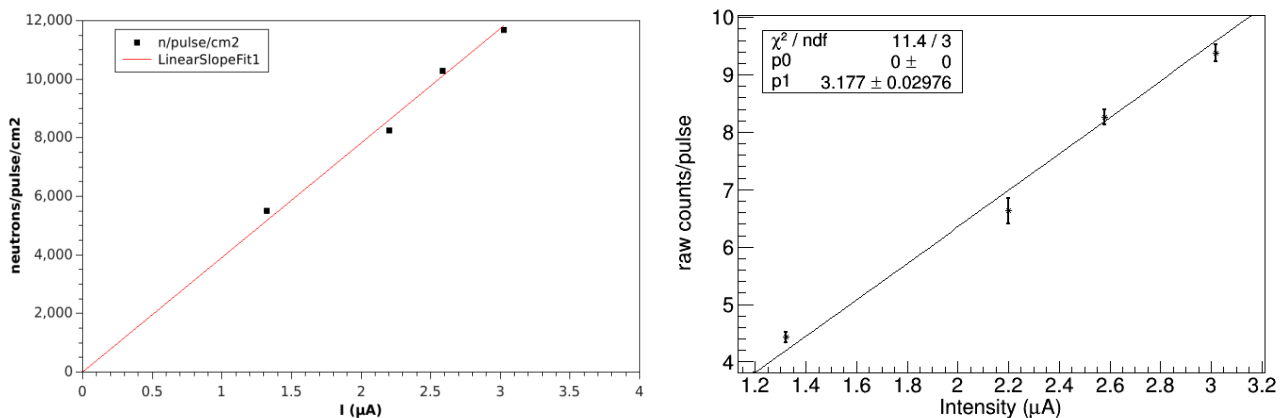 12,000
10,000
8,000
6,000
4,000
2,000
0
neutrons/pulse/cm2
n/pulse/cm2
LinearSlopeFit1
0 0.5 1 1.5 2 2.5 3 3.5 4
I (μA)
10
9
8
7
6
5
4
raw counts/pulse
χ² / ndf 11.4 / 3
p0 0 ± 0
p1 3.177 ± 0.02976
1.2 1.4 1.6 1.8 2 2.2 2.4 2.6 2.8 3 3.2
Intensity (μA)